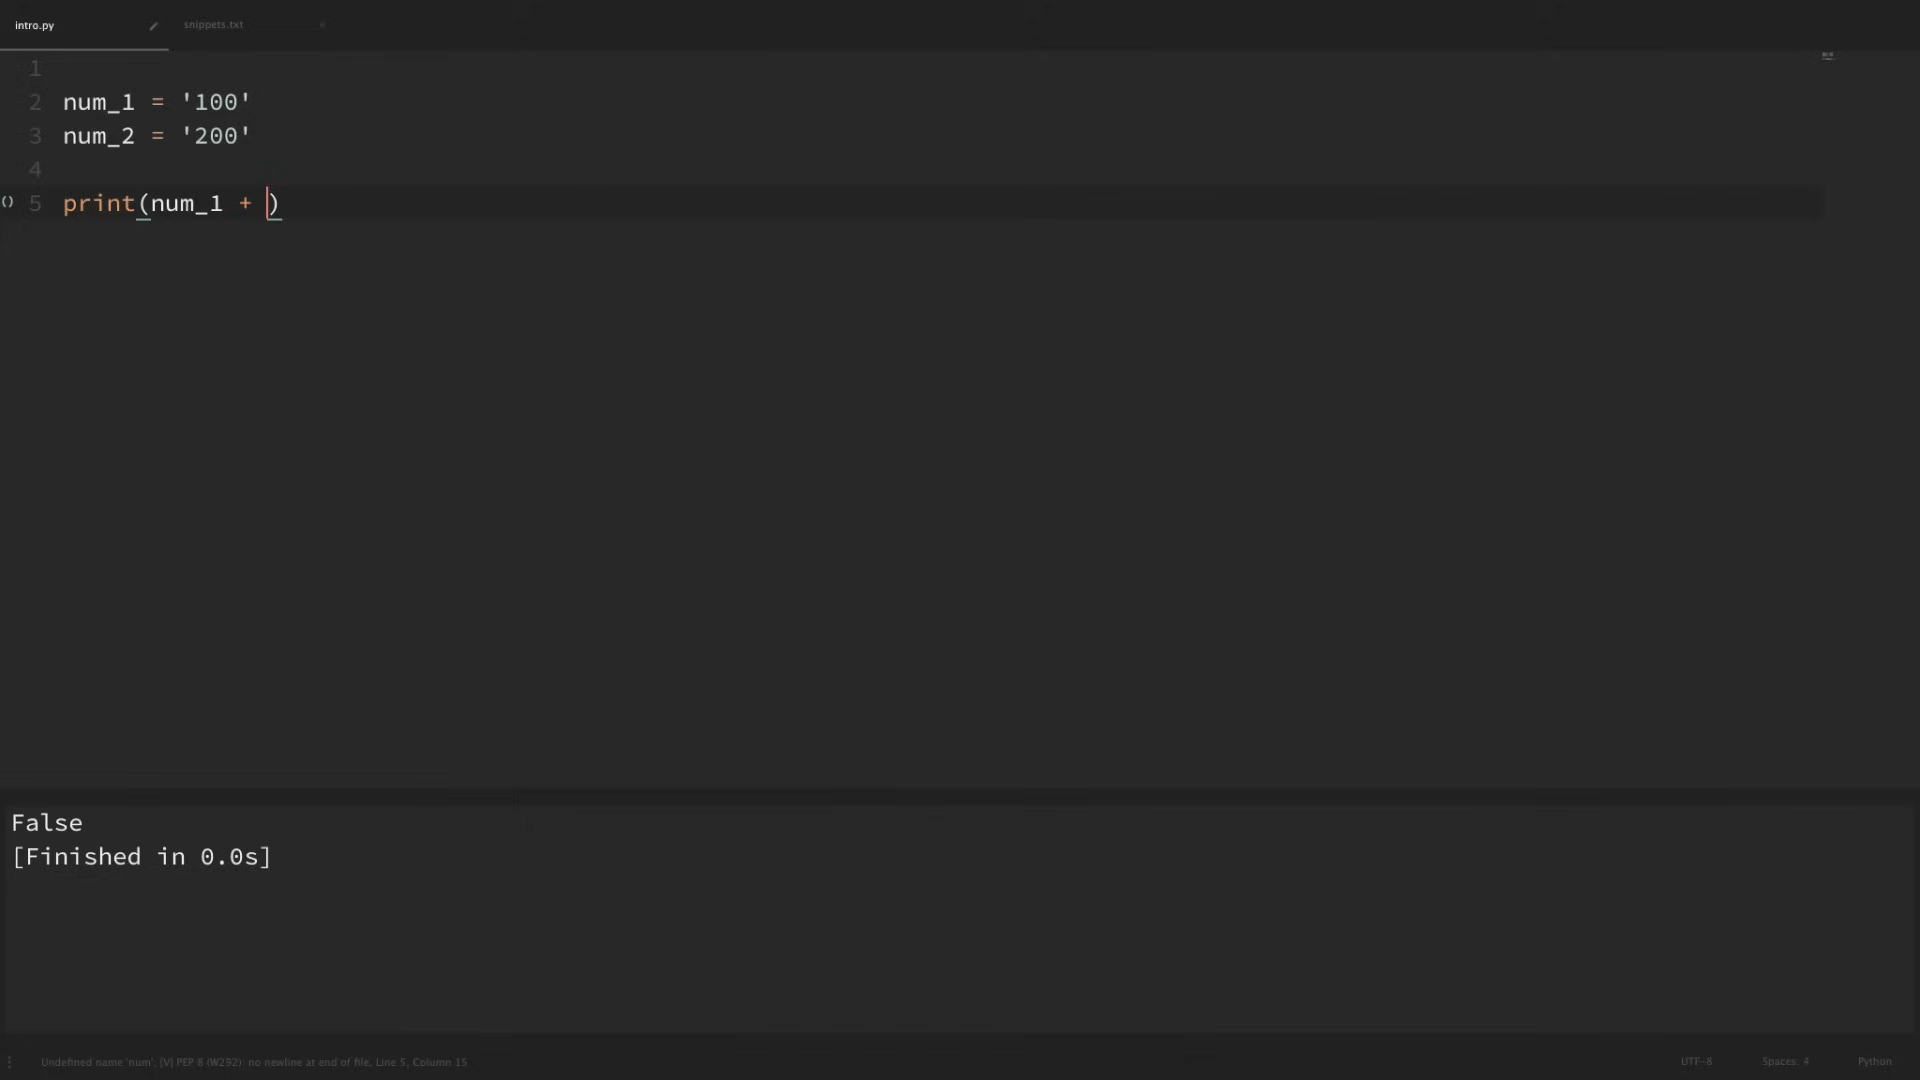 intro.py
snippets.txt
1
2 num_1 = '100'
3 num_2 = '200'
4
() 5 print(num_1 + )
False
[Finished in 0.0s]
Undefined name 'num'; [V] PEP 8 (W292): no newline at end of file, Line 5, Column 15
UTF-8 Spaces: 4 Python